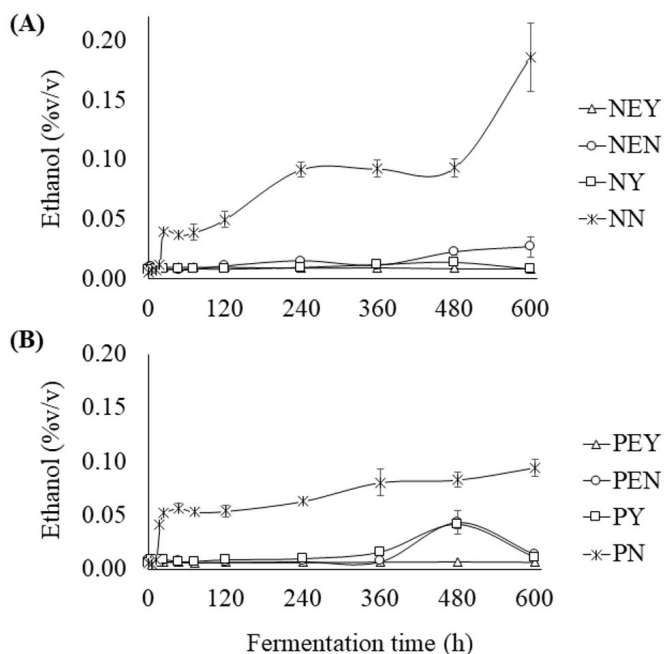 (A)
Ethanol (%v/v)
0.20
0.15
0.10
0.05
0.00
0 120 240 360 480 600
NEY
NEN
NY
NN
(B)
Ethanol (%v/v)
0.20
0.15
0.10
0.05
0.00
0 120 240 360 480 600
PEY
PEN
PY
PN
Fermentation time (h)